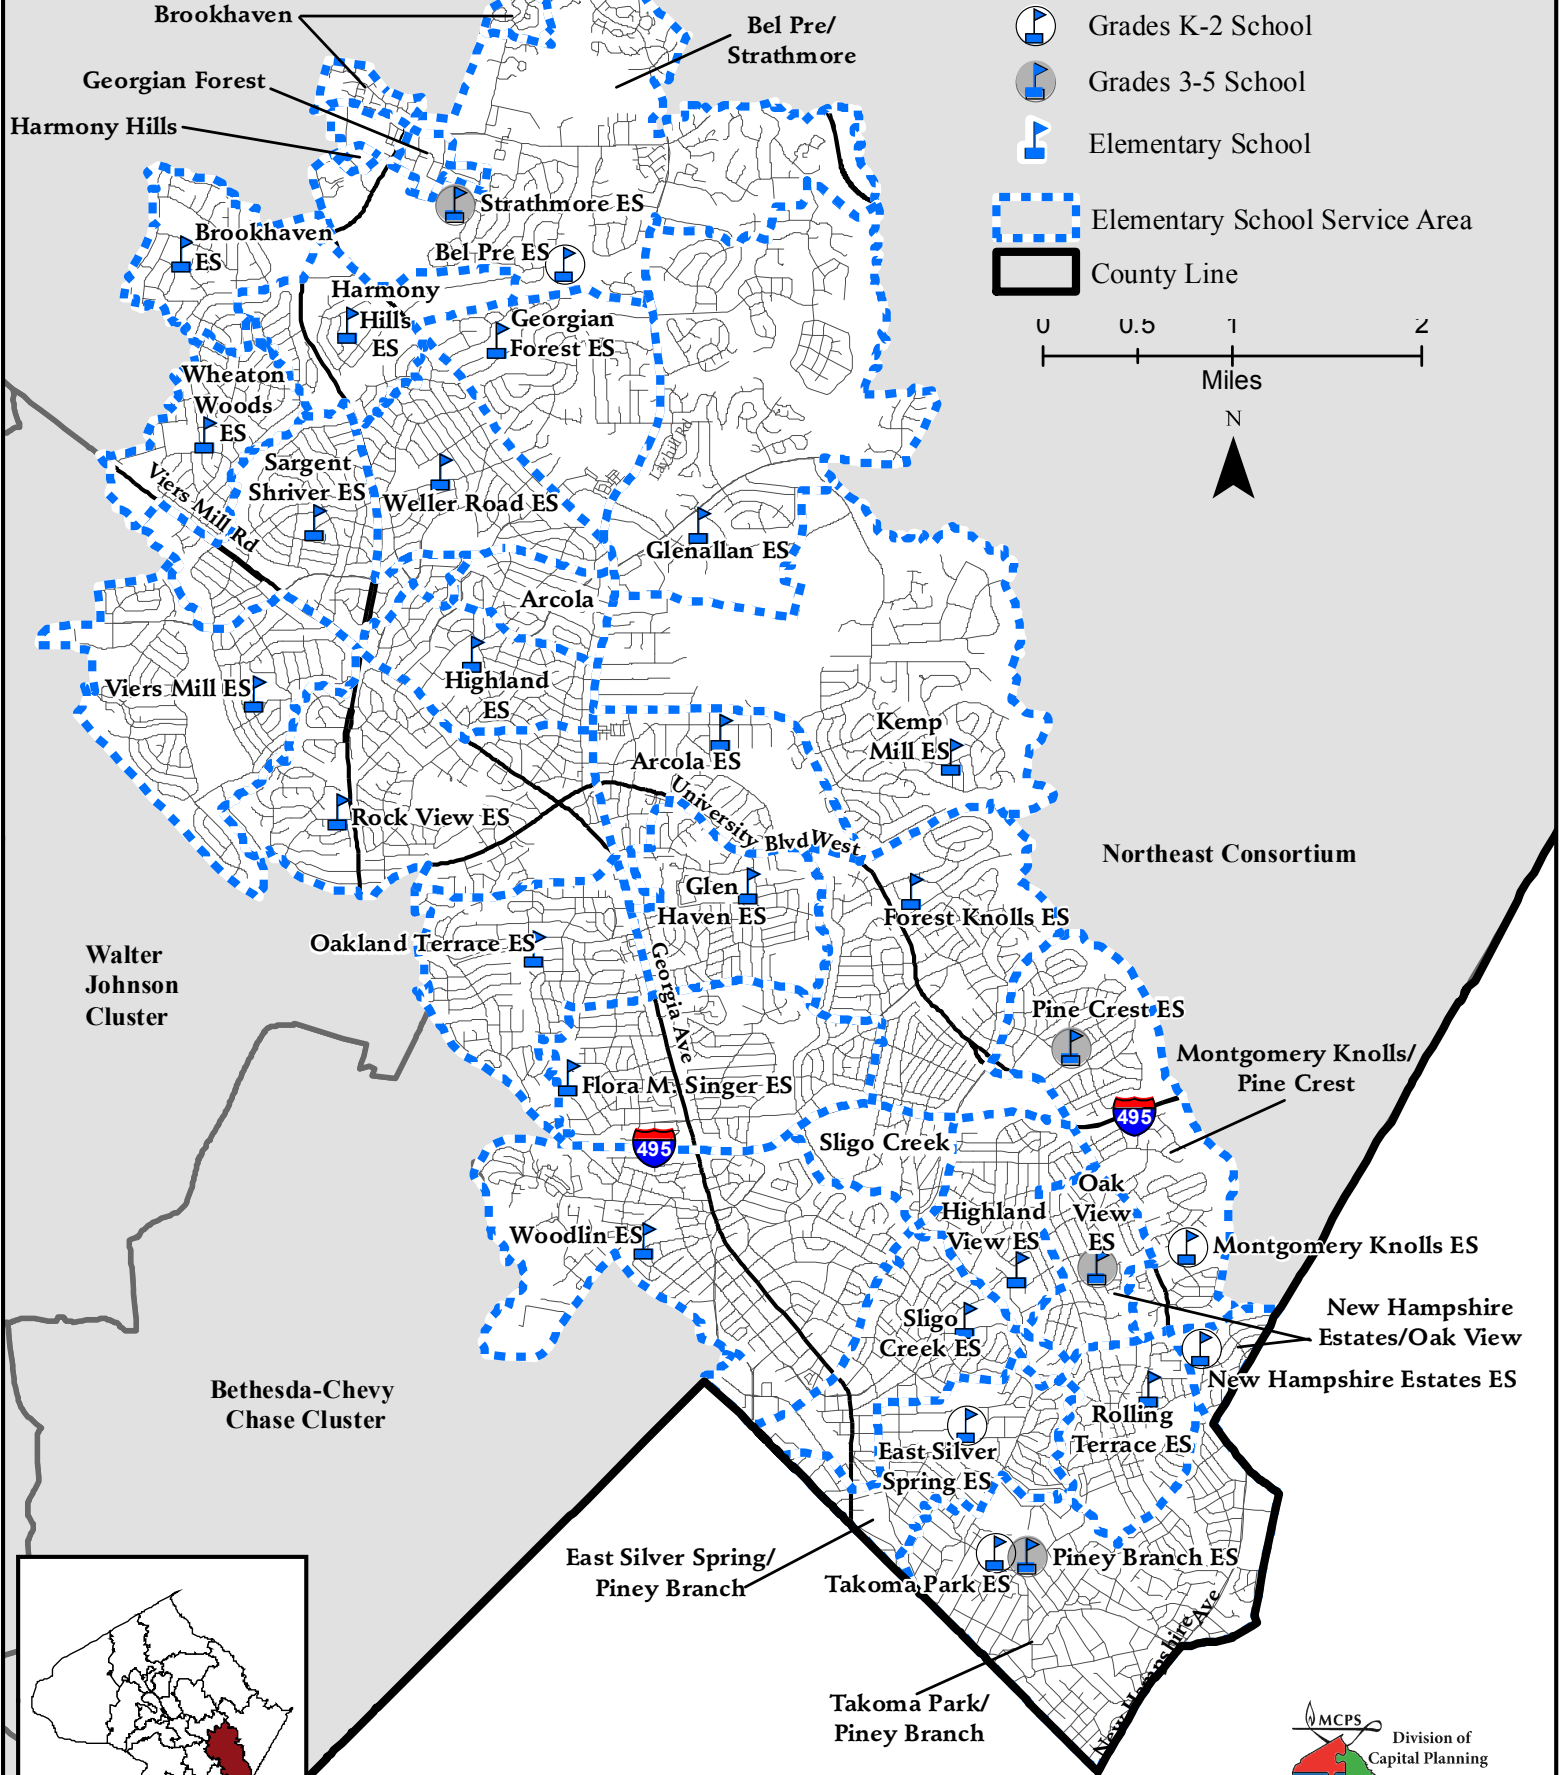 Brookhaven
Bel Pre/
Strathmore
Georgian Forest
Harmony Hills
Grades K-2 School
Grades 3-5 School
Elementary School
Elementary School Service Area
County Line
0 0.5 1 2
Miles
N
Strathmore ES
Brookhaven
ES
Bel Pre ES
Harmony
Hills
ES
Georgian
Forest ES
Wheaton
Woods
ES
Layhill Rd
Sargent
Shriver ES
Viers Mill Rd
Weller Road ES
Glenallan ES
Arcola
Highland
ES
Viers Mill ES
Kemp
Mill ES
Arcola ES
University Blvd West
Rock View ES
Northeast Consortium
Glen
Haven ES
Forest Knolls ES
Oakland Terrace ES
Walter
Johnson
Cluster
Georgia Ave
Pine Crest ES
Montgomery Knolls/
Pine Crest
Flora M. Singer ES
495
495
Sligo Creek
Oak
View
ES
Highland
View ES
Woodlin ES
Montgomery Knolls ES
New Hampshire
Estates/Oak View
Sligo
Creek ES
New Hampshire Estates ES
Bethesda-Chevy
Chase Cluster
Rolling
Terrace ES
East Silver
Spring ES
East Silver Spring/
Piney Branch
Piney Branch ES
Takoma Park ES
New Hampshire Ave
Takoma Park/
Piney Branch
MCPS
Division of
Capital Planning